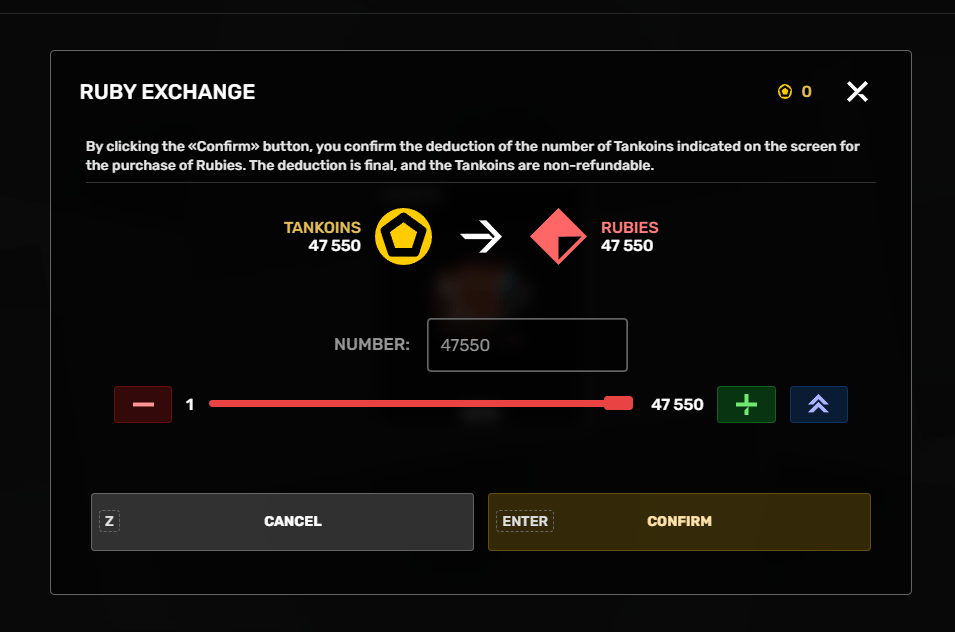 RUBY EXCHANGE
0
By clicking the «Confirm» button, you confirm the deduction of the number of Tankoins indicated on the screen for
the purchase of Rubies. The deduction is final, and the Tankoins are non-refundable.
TANKOINS
47 550
RUBIES
47 550
NUMBER:
47550
1
47 550
Z
CANCEL
ENTER
CONFIRM